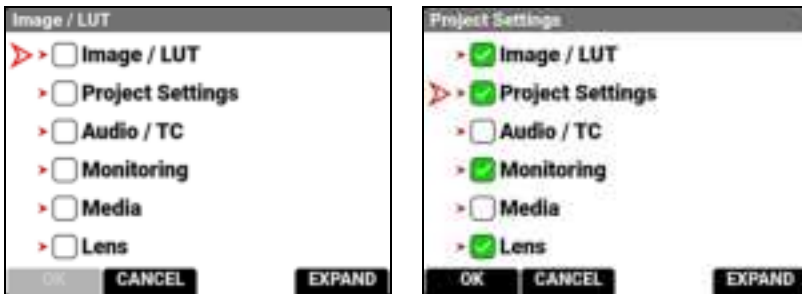 Image / LUT
Image / LUT
Project Settings
Audio / TC
Monitoring
Media
Lens
OK CANCEL EXPAND
Project Settings
Image / LUT
Project Settings
Audio / TC
Monitoring
Media
Lens
OK CANCEL EXPAND